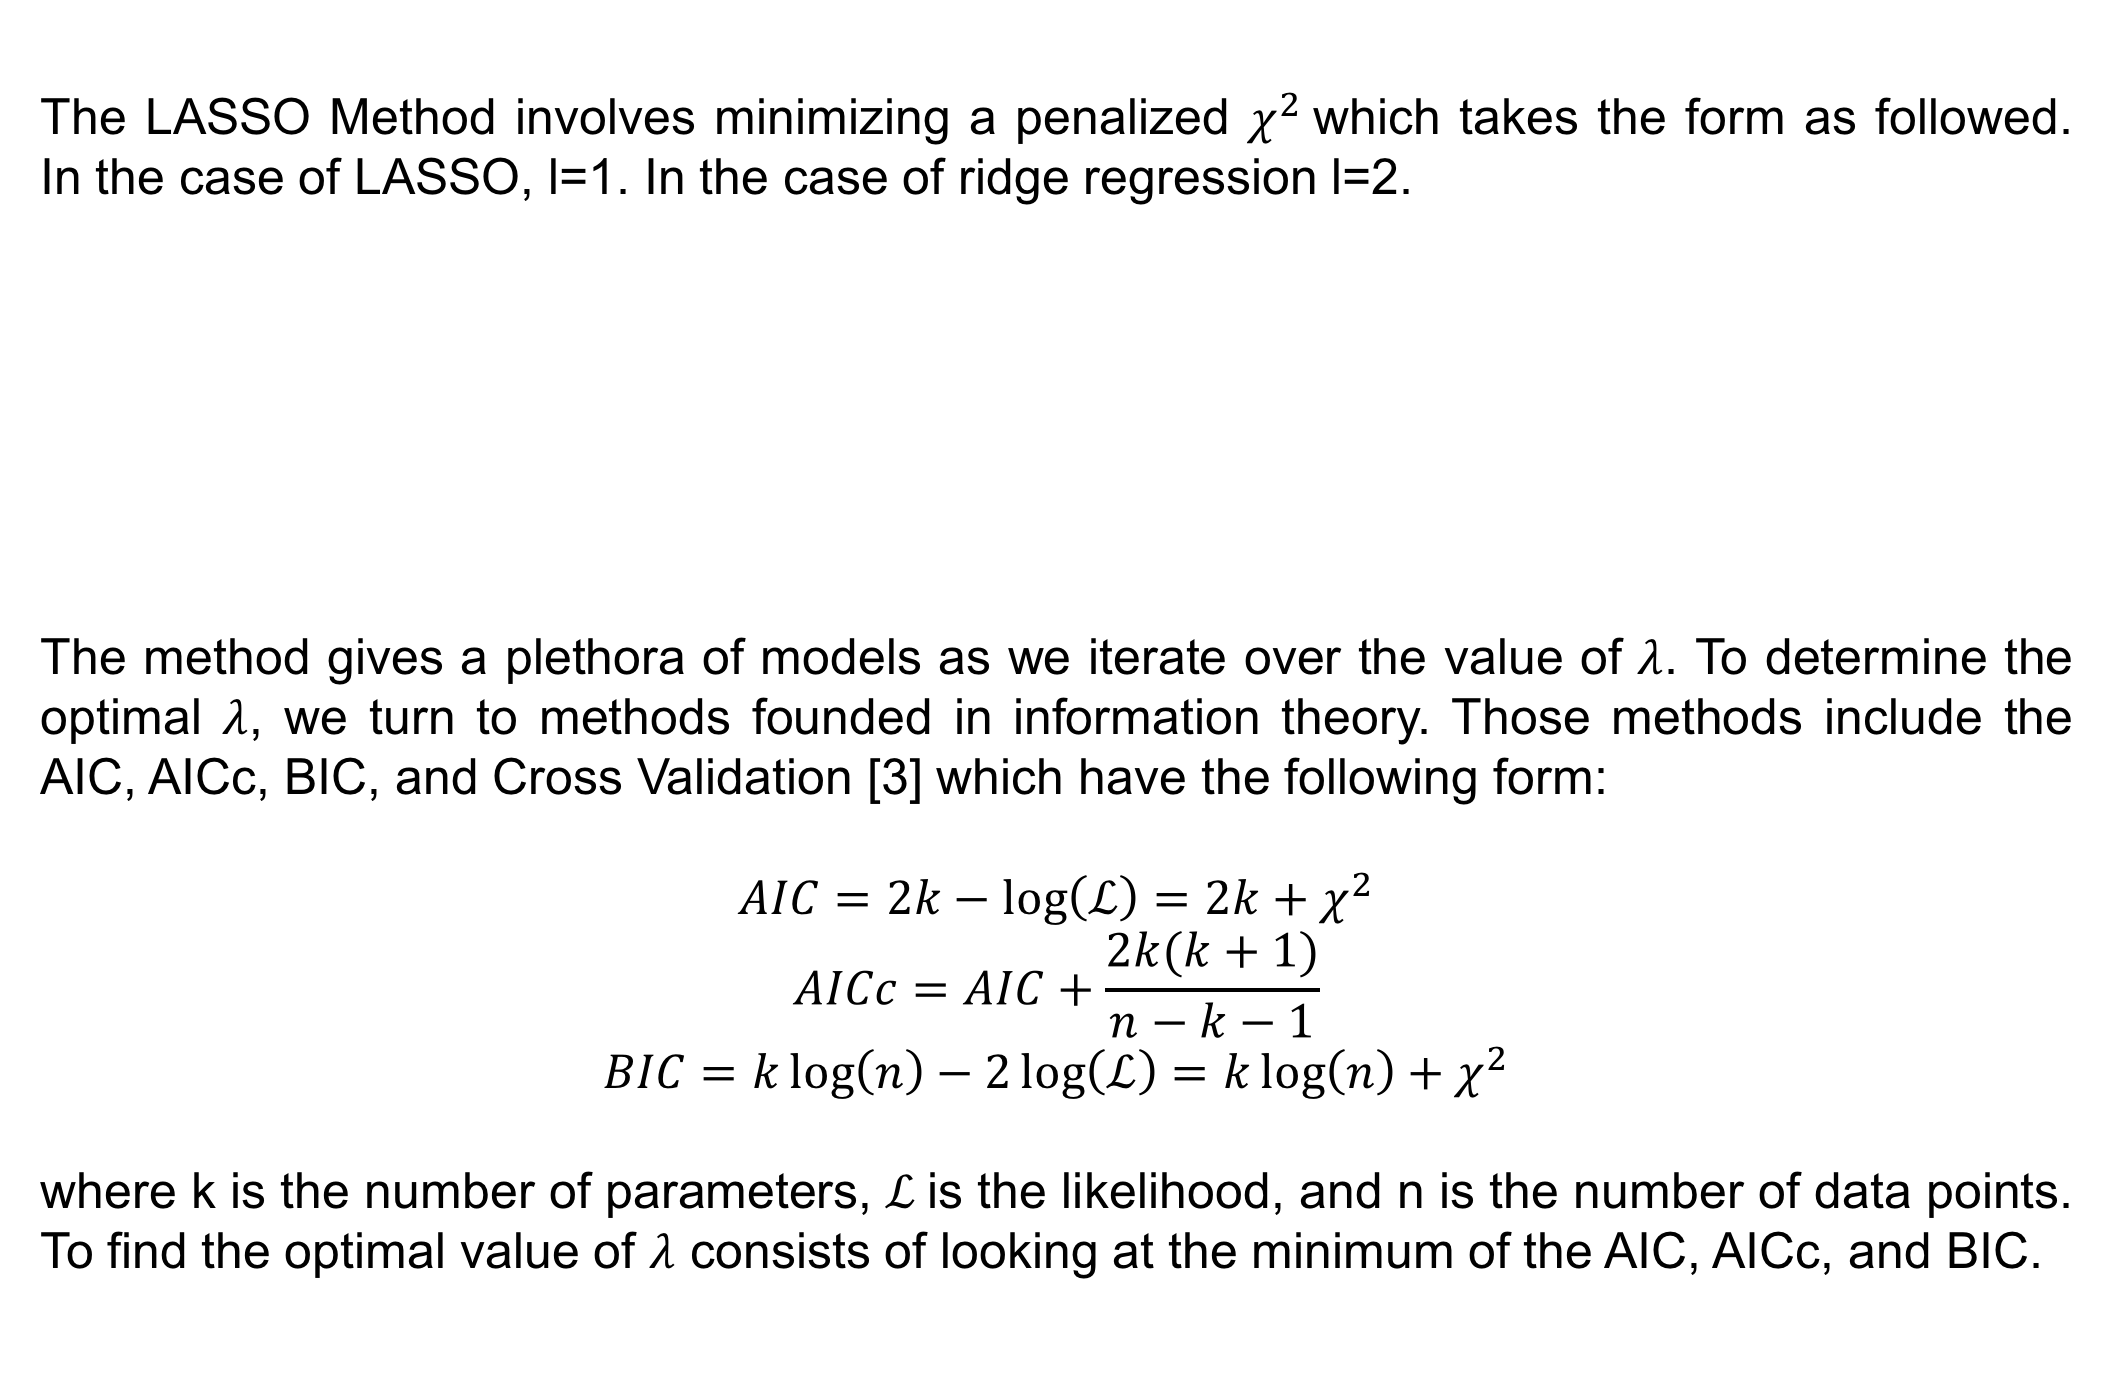 The LASSO Method involves minimizing a penalized χ² which takes the form as followed.
In the case of LASSO, l=1. In the case of ridge regression l=2.
The method gives a plethora of models as we iterate over the value of λ. To determine the
optimal λ, we turn to methods founded in information theory. Those methods include the
AIC, AICc, BIC, and Cross Validation [3] which have the following form:
AIC = 2k − log(ℒ) = 2k + χ²
AICc = AIC + 2k(k + 1) / n − k − 1
BIC = k log(n) − 2 log(ℒ) = k log(n) + χ²
where k is the number of parameters, ℒ is the likelihood, and n is the number of data points.
To find the optimal value of λ consists of looking at the minimum of the AIC, AICc, and BIC.